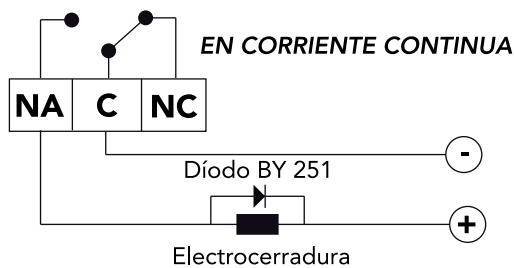 EN CORRIENTE CONTINUA
NA C NC
-
Díodo BY 251
+
Electrocerradura